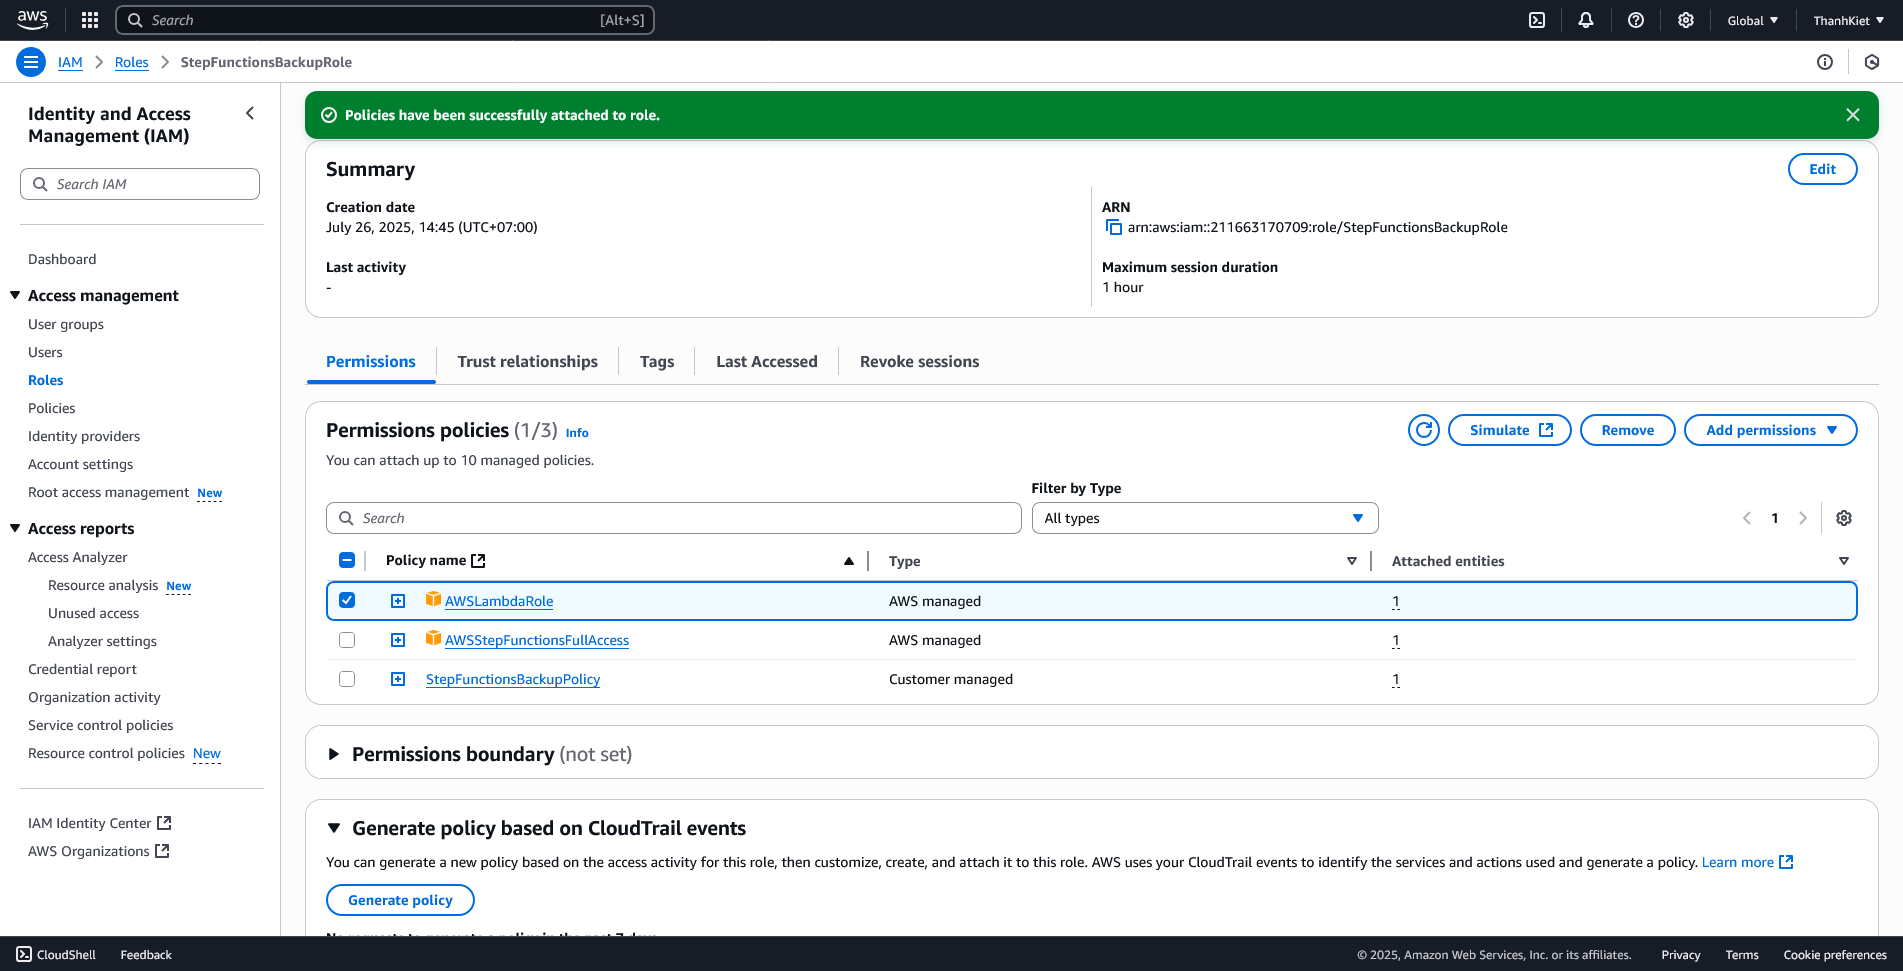 aws
Search [Alt+S]
Global
ThanhKiet
IAM
Roles
StepFunctionsBackupRole
Identity and Access
Management (IAM)
Search IAM
Dashboard
Access management
User groups
Users
Roles
Policies
Identity providers
Account settings
Root access management New
Access reports
Access Analyzer
Resource analysis New
Unused access
Analyzer settings
Credential report
Organization activity
Service control policies
Resource control policies New
IAM Identity Center
AWS Organizations
Policies have been successfully attached to role.
Summary
Edit
Creation date
July 26, 2025, 14:45 (UTC+07:00)
ARN
arn:aws:iam::211663170709:role/StepFunctionsBackupRole
Last activity
-
Maximum session duration
1 hour
Permissions
Trust relationships
Tags
Last Accessed
Revoke sessions
Permissions policies (1/3) Info
You can attach up to 10 managed policies.
Simulate
Remove
Add permissions
Filter by Type
Search
All types
1
Policy name
Type
Attached entities
AWSLambdaRole
AWS managed
1
AWSStepFunctionsFullAccess
AWS managed
1
StepFunctionsBackupPolicy
Customer managed
1
Permissions boundary (not set)
Generate policy based on CloudTrail events
You can generate a new policy based on the access activity for this role, then customize, create, and attach it to this role. AWS uses your CloudTrail events to identify the services and actions used and generate a policy. Learn more
Generate policy
No requests to generate a policy in the past 7 days.
CloudShell
Feedback
© 2025, Amazon Web Services, Inc. or its affiliates.
Privacy
Terms
Cookie preferences